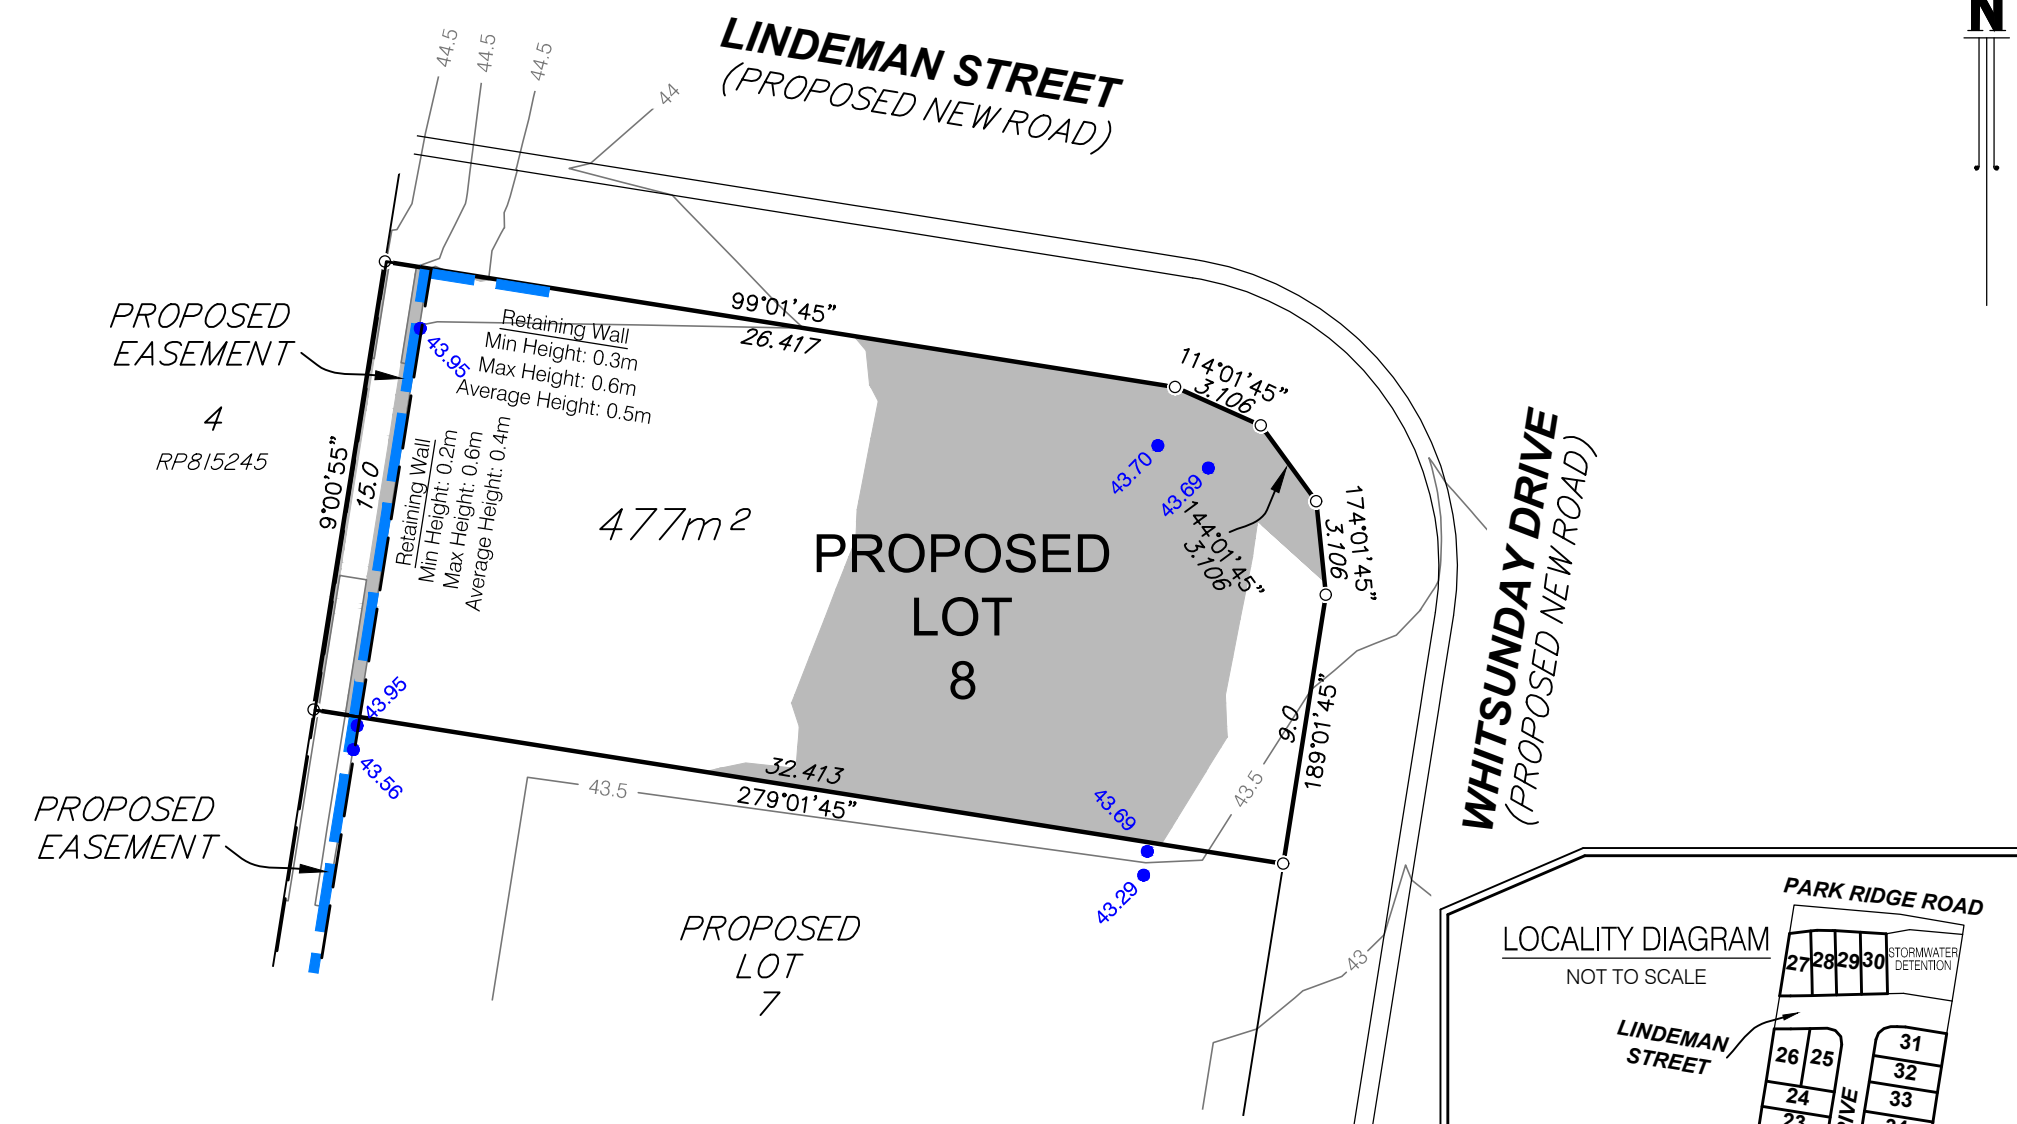 LINDEMAN STREET
(PROPOSED NEW ROAD)
N
44.5
44.5
44.5
44
99°01'45"
26.417
114°01'45"
3.106
144°01'45"
3.106
174°01'45"
3.106
PROPOSED
EASEMENT
4
RP815245
9°00'55"
15.0
43.95
Retaining Wall
Min Height: 0.3m
Max Height: 0.6m
Average Height: 0.5m
Retaining Wall
Min Height: 0.2m
Max Height: 0.6m
Average Height: 0.4m
477m²
PROPOSED
LOT
8
43.70
43.69
WHITSUNDAY DRIVE
(PROPOSED NEW ROAD)
9.0
189°01'45"
43.95
43.56
32.413
279°01'45"
43.5
43.5
43.69
43.29
43
PROPOSED
EASEMENT
PROPOSED
LOT
7
LOCALITY DIAGRAM
NOT TO SCALE
PARK RIDGE ROAD
27 28 29 30
STORMWATER
DETENTION
LINDEMAN
STREET
26 25
31
32
24
33
23